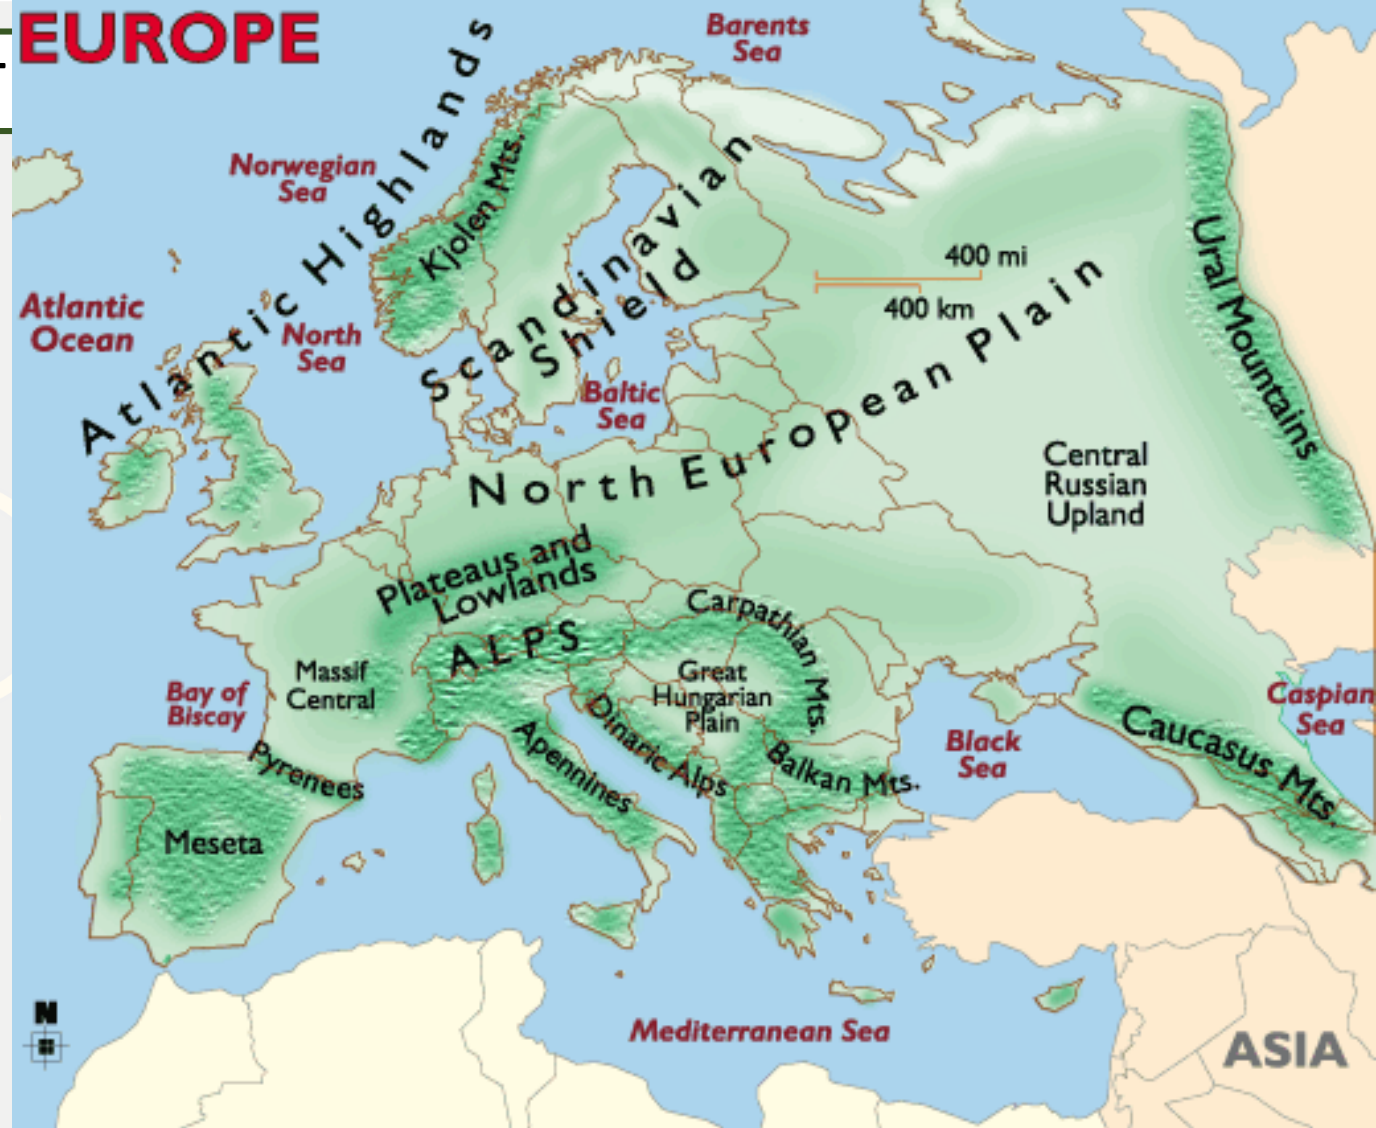 EUROPE
Barents
Sea
Norwegian
Sea
Atlantic Highlands
Kjolen Mts.
Scandinavian
Shield
400 mi
400 km
Ural Mountains
Atlantic
Ocean
North
Sea
Baltic
Sea
North European Plain
Central
Russian
Upland
Plateaus and
Lowlands
Carpathian Mts.
ALPS
Massif
Central
Great
Hungarian
Plain
Bay of
Biscay
Caspian
Sea
Black
Sea
Caucasus Mts.
Pyrenees
Apennines
Dinaric Alps
Balkan Mts.
Meseta
N
Mediterranean Sea
ASIA